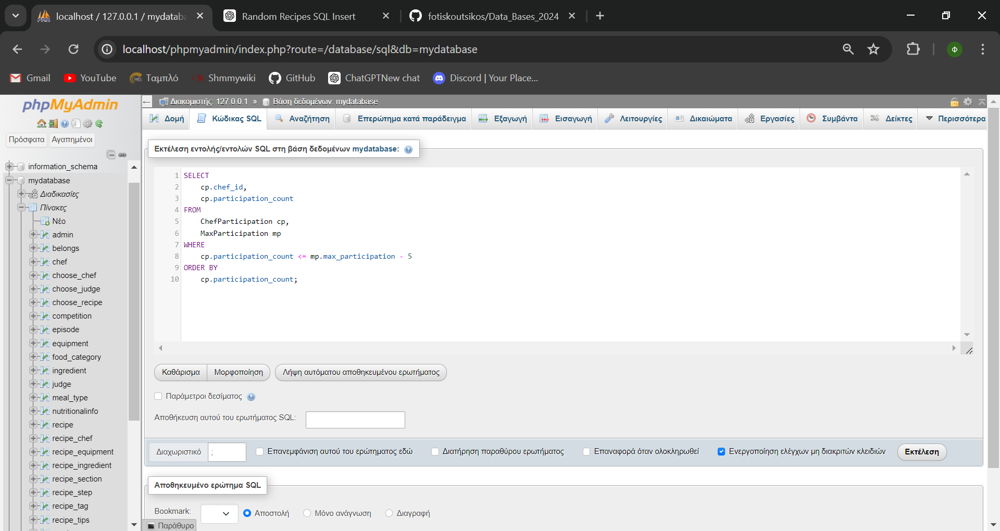 localhost / 127.0.0.1 / mydataba
Random Recipes SQL Insert
fotiskoutsikos/Data_Bases_2024
localhost/phpmyadmin/index.php?route=/database/sql&db=mydatabase
Φ
Gmail
YouTube
Ταμπλό
Shmmywiki
GitHub
ChatGPTNew chat
Discord | Your Place...
phpMyAdmin
Πρόσφατα
Αγαπημένοι
information_schema
mydatabase
Διαδικασίες
Πίνακες
Νέο
admin
belongs
chef
choose_chef
choose_judge
choose_recipe
competition
episode
equipment
food_category
ingredient
judge
meal_type
nutritionalinfo
recipe
recipe_chef
recipe_equipment
recipe_ingredient
recipe_section
recipe_step
recipe_tag
recipe_tips
Διακομιστής: 127.0.0.1 » Βάση δεδομένων: mydatabase
Δομή
Κώδικας SQL
Αναζήτηση
Επερώτημα κατά παράδειγμα
Εξαγωγή
Εισαγωγή
Λειτουργίες
Δικαιώματα
Εργασίες
Συμβάντα
Δείκτες
Περισσότερα
Εκτέλεση εντολής/εντολών SQL στη βάση δεδομένων mydatabase:
1 SELECT
2 cp.chef_id,
3 cp.participation_count
4 FROM
5 ChefParticipation cp,
6 MaxParticipation mp
7 WHERE
8 cp.participation_count <= mp.max_participation - 5
9 ORDER BY
10 cp.participation_count;
Καθάρισμα
Μορφοποίηση
Λήψη αυτόματου αποθηκευμένου ερωτήματος
Παράμετροι δεσίματος
Αποθήκευση αυτού του ερωτήματος SQL:
Διαχωριστικό ;
Επανεμφάνιση αυτού του ερώτηματος εδώ
Διατήρηση παραθύρου ερωτήματος
Επαναφορά όταν ολοκληρωθεί
Ενεργοποίηση ελέγχων μη διακριτών κλειδιών
Εκτέλεση
Αποθηκευμένο ερώτημα SQL
Bookmark:
Αποστολή
Μόνο ανάγνωση
Διαγραφή
Παράθυρο